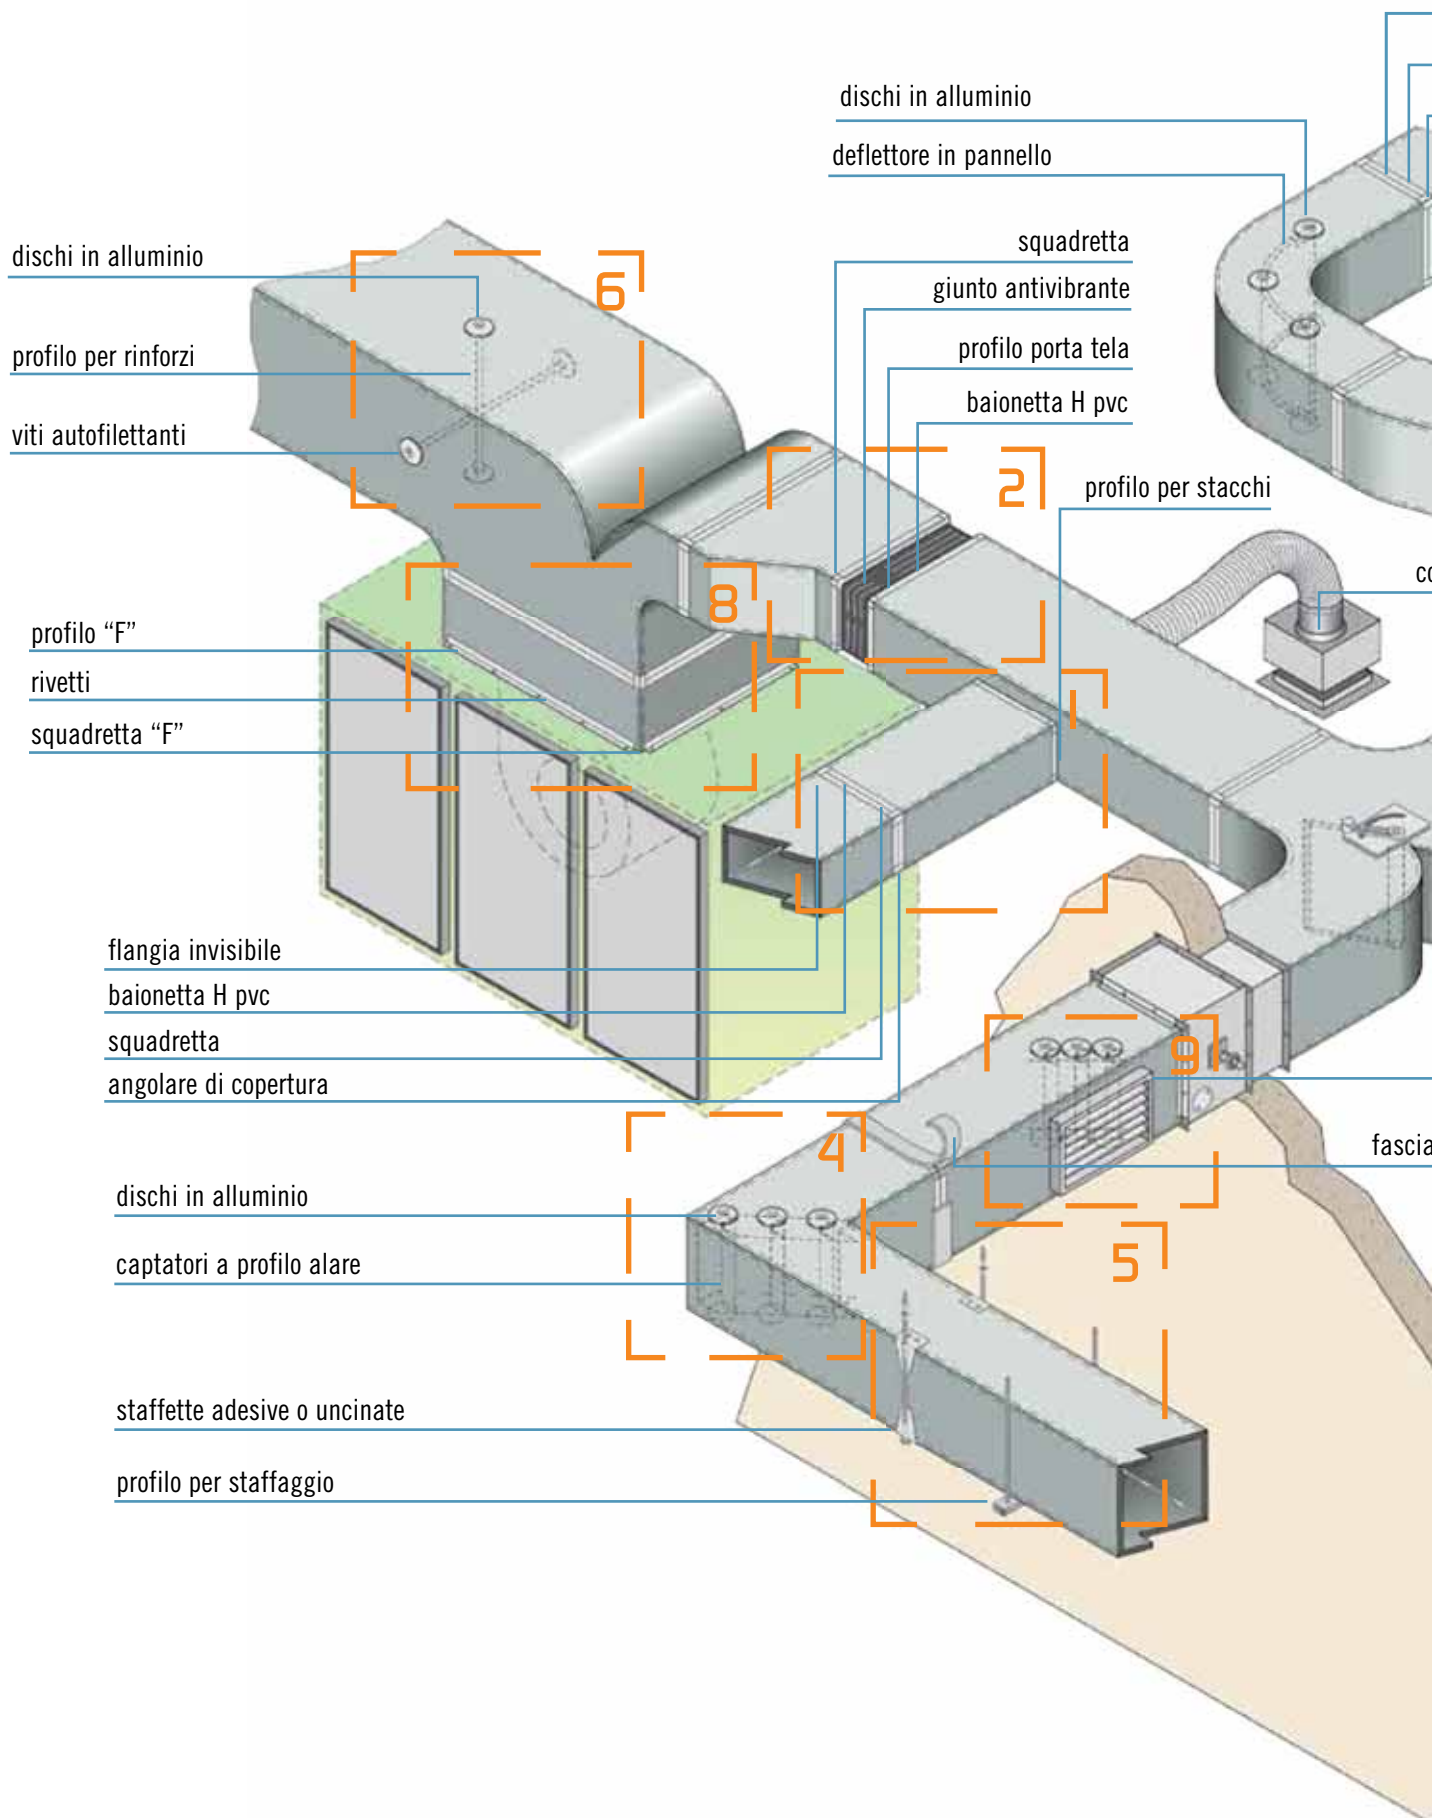 dischi in alluminio
deflettore in pannello
squadretta
giunto antivibrante
profilo porta tela
baionetta H pvc
profilo per stacchi
dischi in alluminio
profilo per rinforzi
viti autofilettanti
6
2
8
1
profilo “F”
rivetti
squadretta “F”
co
flangia invisibile
baionetta H pvc
squadretta
angolare di copertura
9
4
fascia
5
dischi in alluminio
captatori a profilo alare
staffette adesive o uncinate
profilo per staffaggio